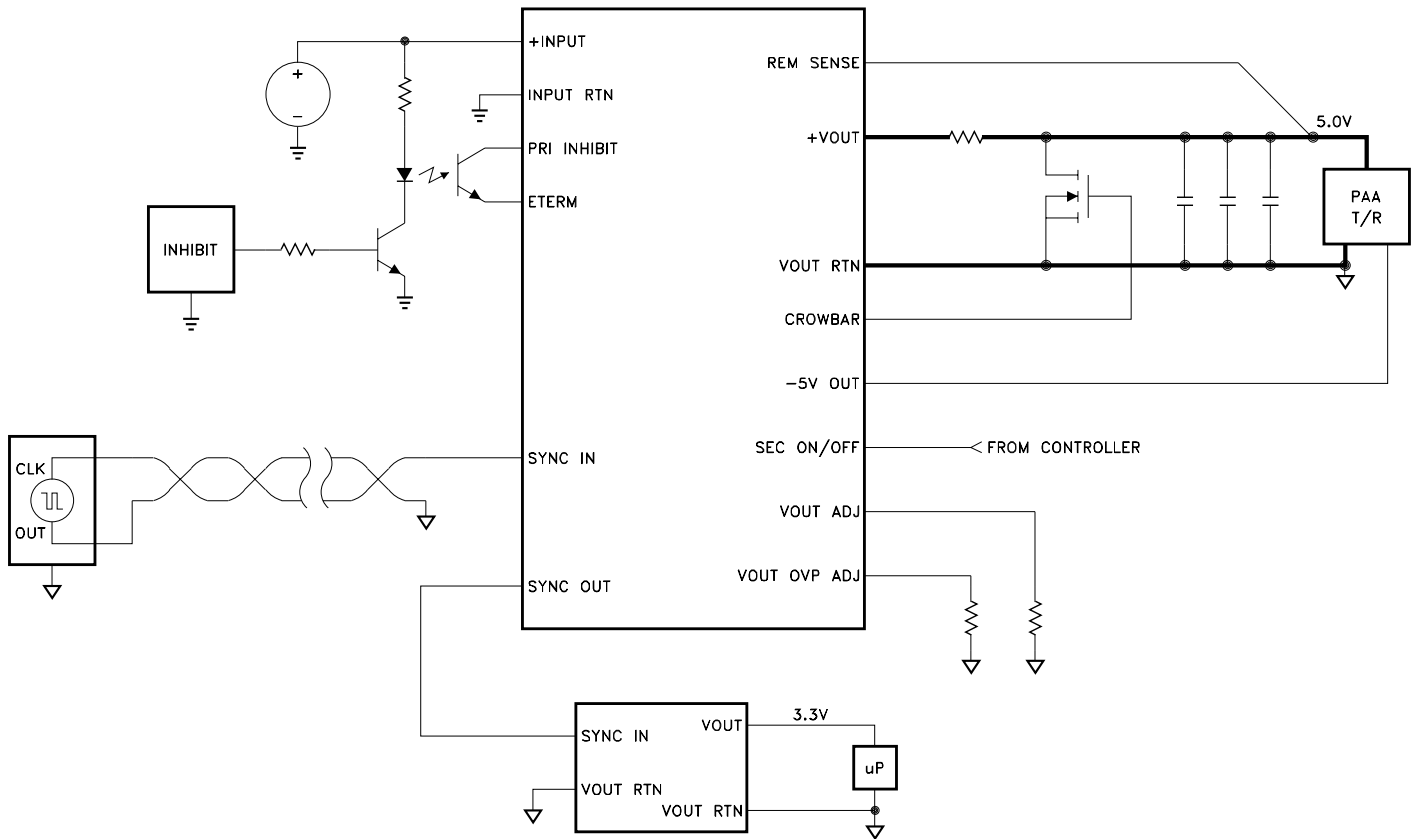 +INPUT
REM SENSE
+
−
INPUT RTN
5.0V
+VOUT
PRI INHIBIT
ETERM
PAA
T/R
INHIBIT
VOUT RTN
CROWBAR
−5V OUT
SEC ON/OFF
FROM CONTROLLER
CLK
OUT
SYNC IN
VOUT ADJ
VOUT OVP ADJ
SYNC OUT
3.3V
VOUT
SYNC IN
uP
VOUT RTN
VOUT RTN